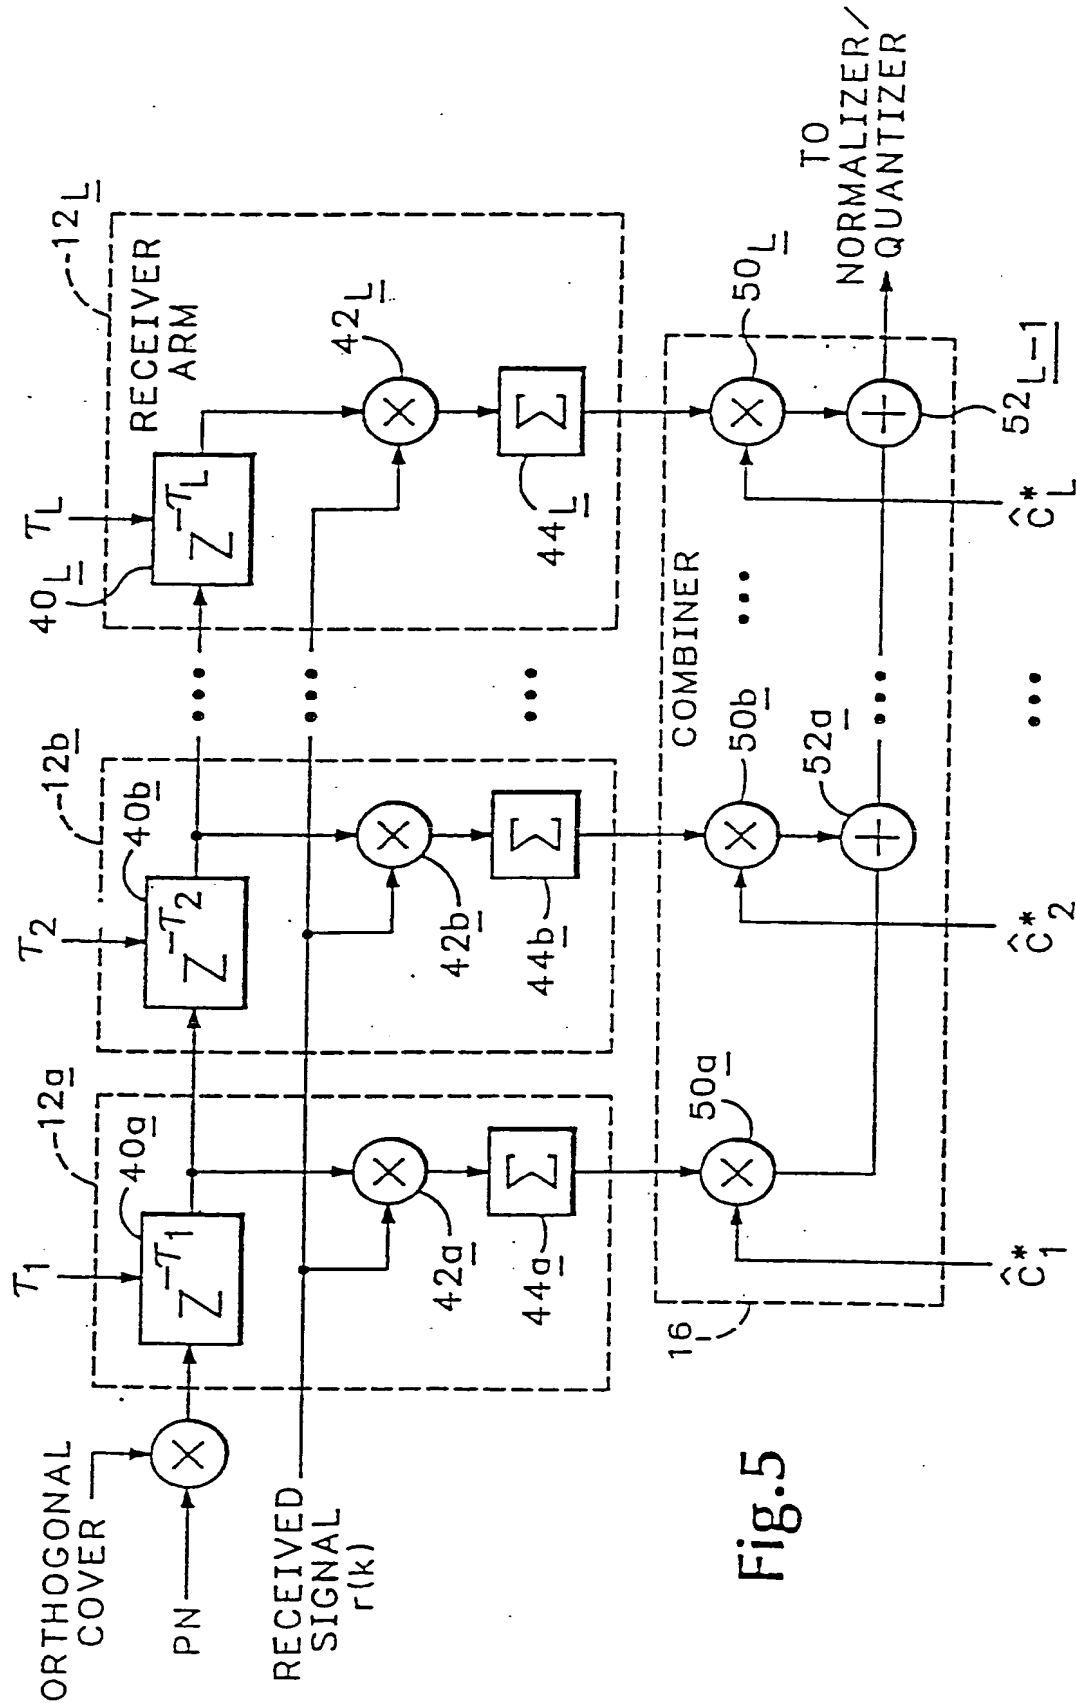 ORTHOGONAL
COVER
PN
RECEIVED
SIGNAL
r(k)
τ1
40a
12a
Z^-τ1
42a
Σ
44a
τ2
40b
12b
Z^-τ2
42b
Σ
44b
τL
40L
12L
RECEIVER
ARM
Z^-τL
42L
Σ
44L
16
COMBINER
50a
50b
52a
50L
52L-1
Ĉ*1
Ĉ*2
Ĉ*L
TO
NORMALIZER/
QUANTIZER
Fig.5